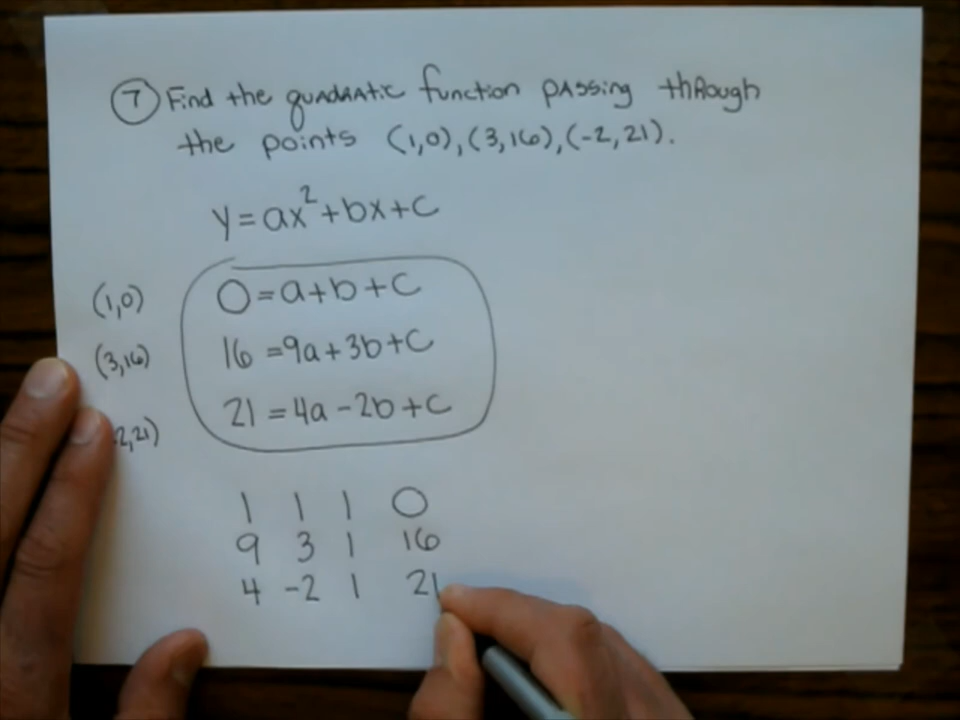 7 Find the quadratic function passing through
the points (1,0), (3,16), (-2,21).
y = ax² + bx + c
(1,0) 0 = a + b + c
(3,16) 16 = 9a + 3b + c
2,21) 21 = 4a - 2b + c
1 1 1 0
9 3 1 16
4 -2 1 21